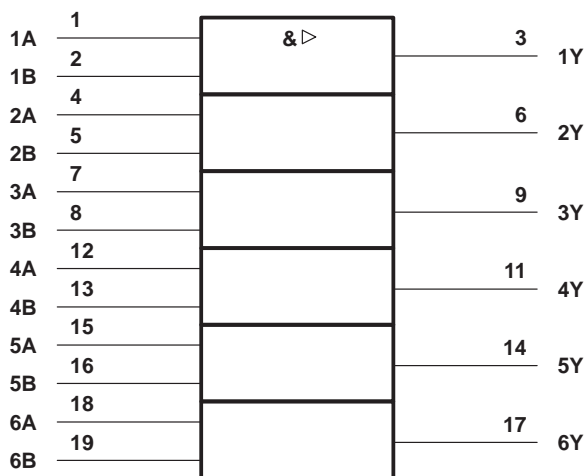 1A 1 &▷ 3 1Y
1B 2
2A 4 6 2Y
2B 5
3A 7 9 3Y
3B 8
4A 12 11 4Y
4B 13
5A 15 14 5Y
5B 16
6A 18 17 6Y
6B 19